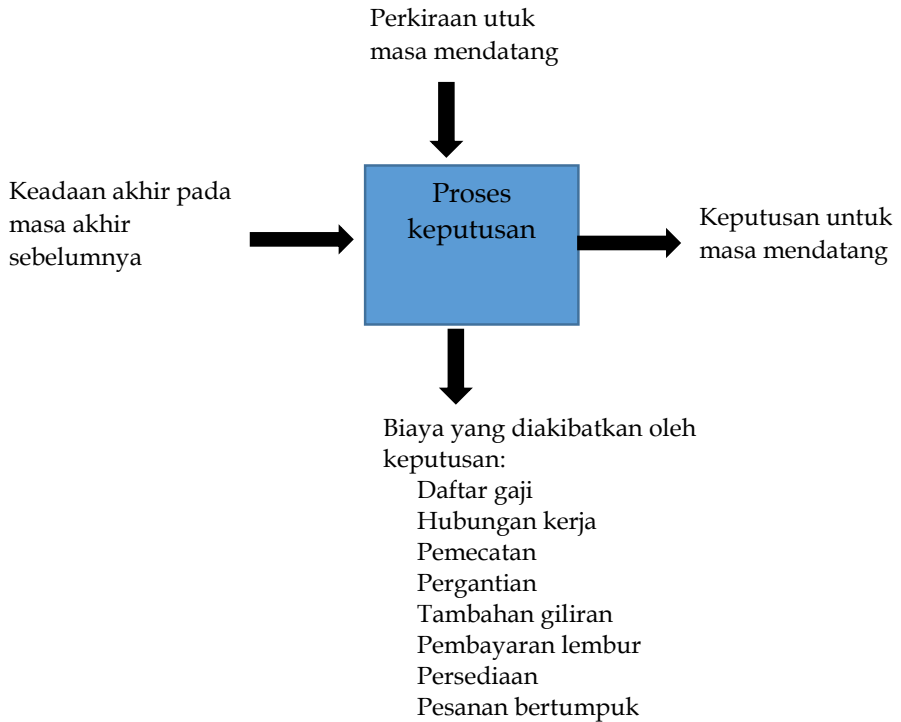 Perkiraan utuk
masa mendatang
Keadaan akhir pada
masa akhir
sebelumnya
Proses
keputusan
Keputusan untuk
masa mendatang
Biaya yang diakibatkan oleh
keputusan:
Daftar gaji
Hubungan kerja
Pemecatan
Pergantian
Tambahan giliran
Pembayaran lembur
Persediaan
Pesanan bertumpuk